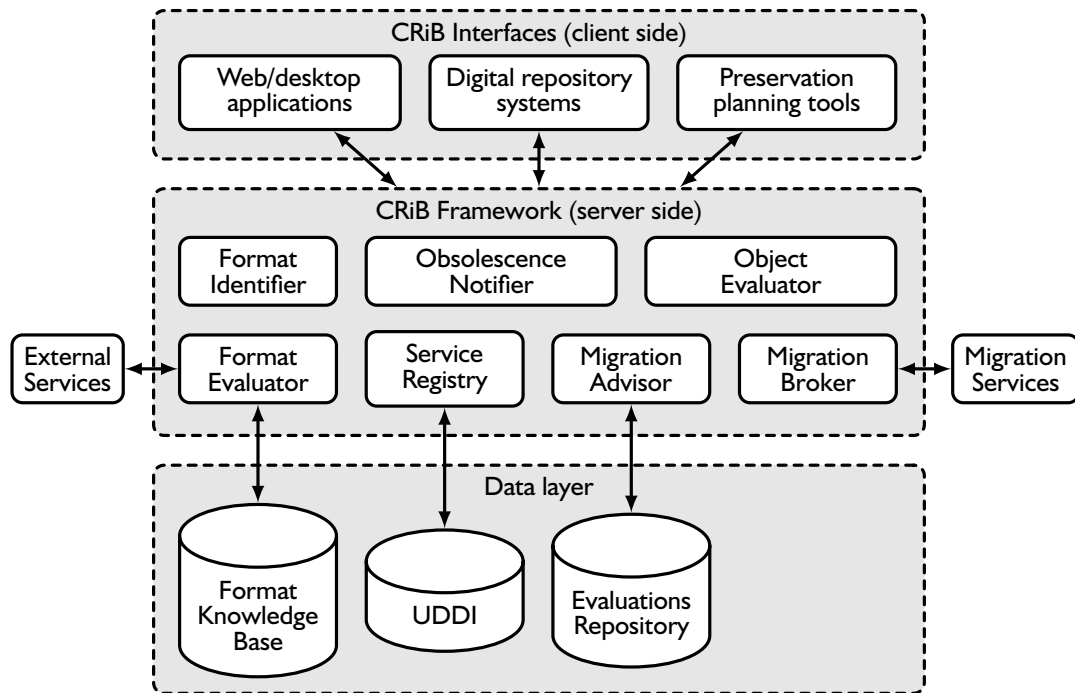 CRiB Interfaces (client side)
Web/desktop
applications
Digital repository
systems
Preservation
planning tools
CRiB Framework (server side)
Format
Identifier
Obsolescence
Notifier
Object
Evaluator
External
Services
Format
Evaluator
Service
Registry
Migration
Advisor
Migration
Broker
Migration
Services
Data layer
Format
Knowledge
Base
UDDI
Evaluations
Repository